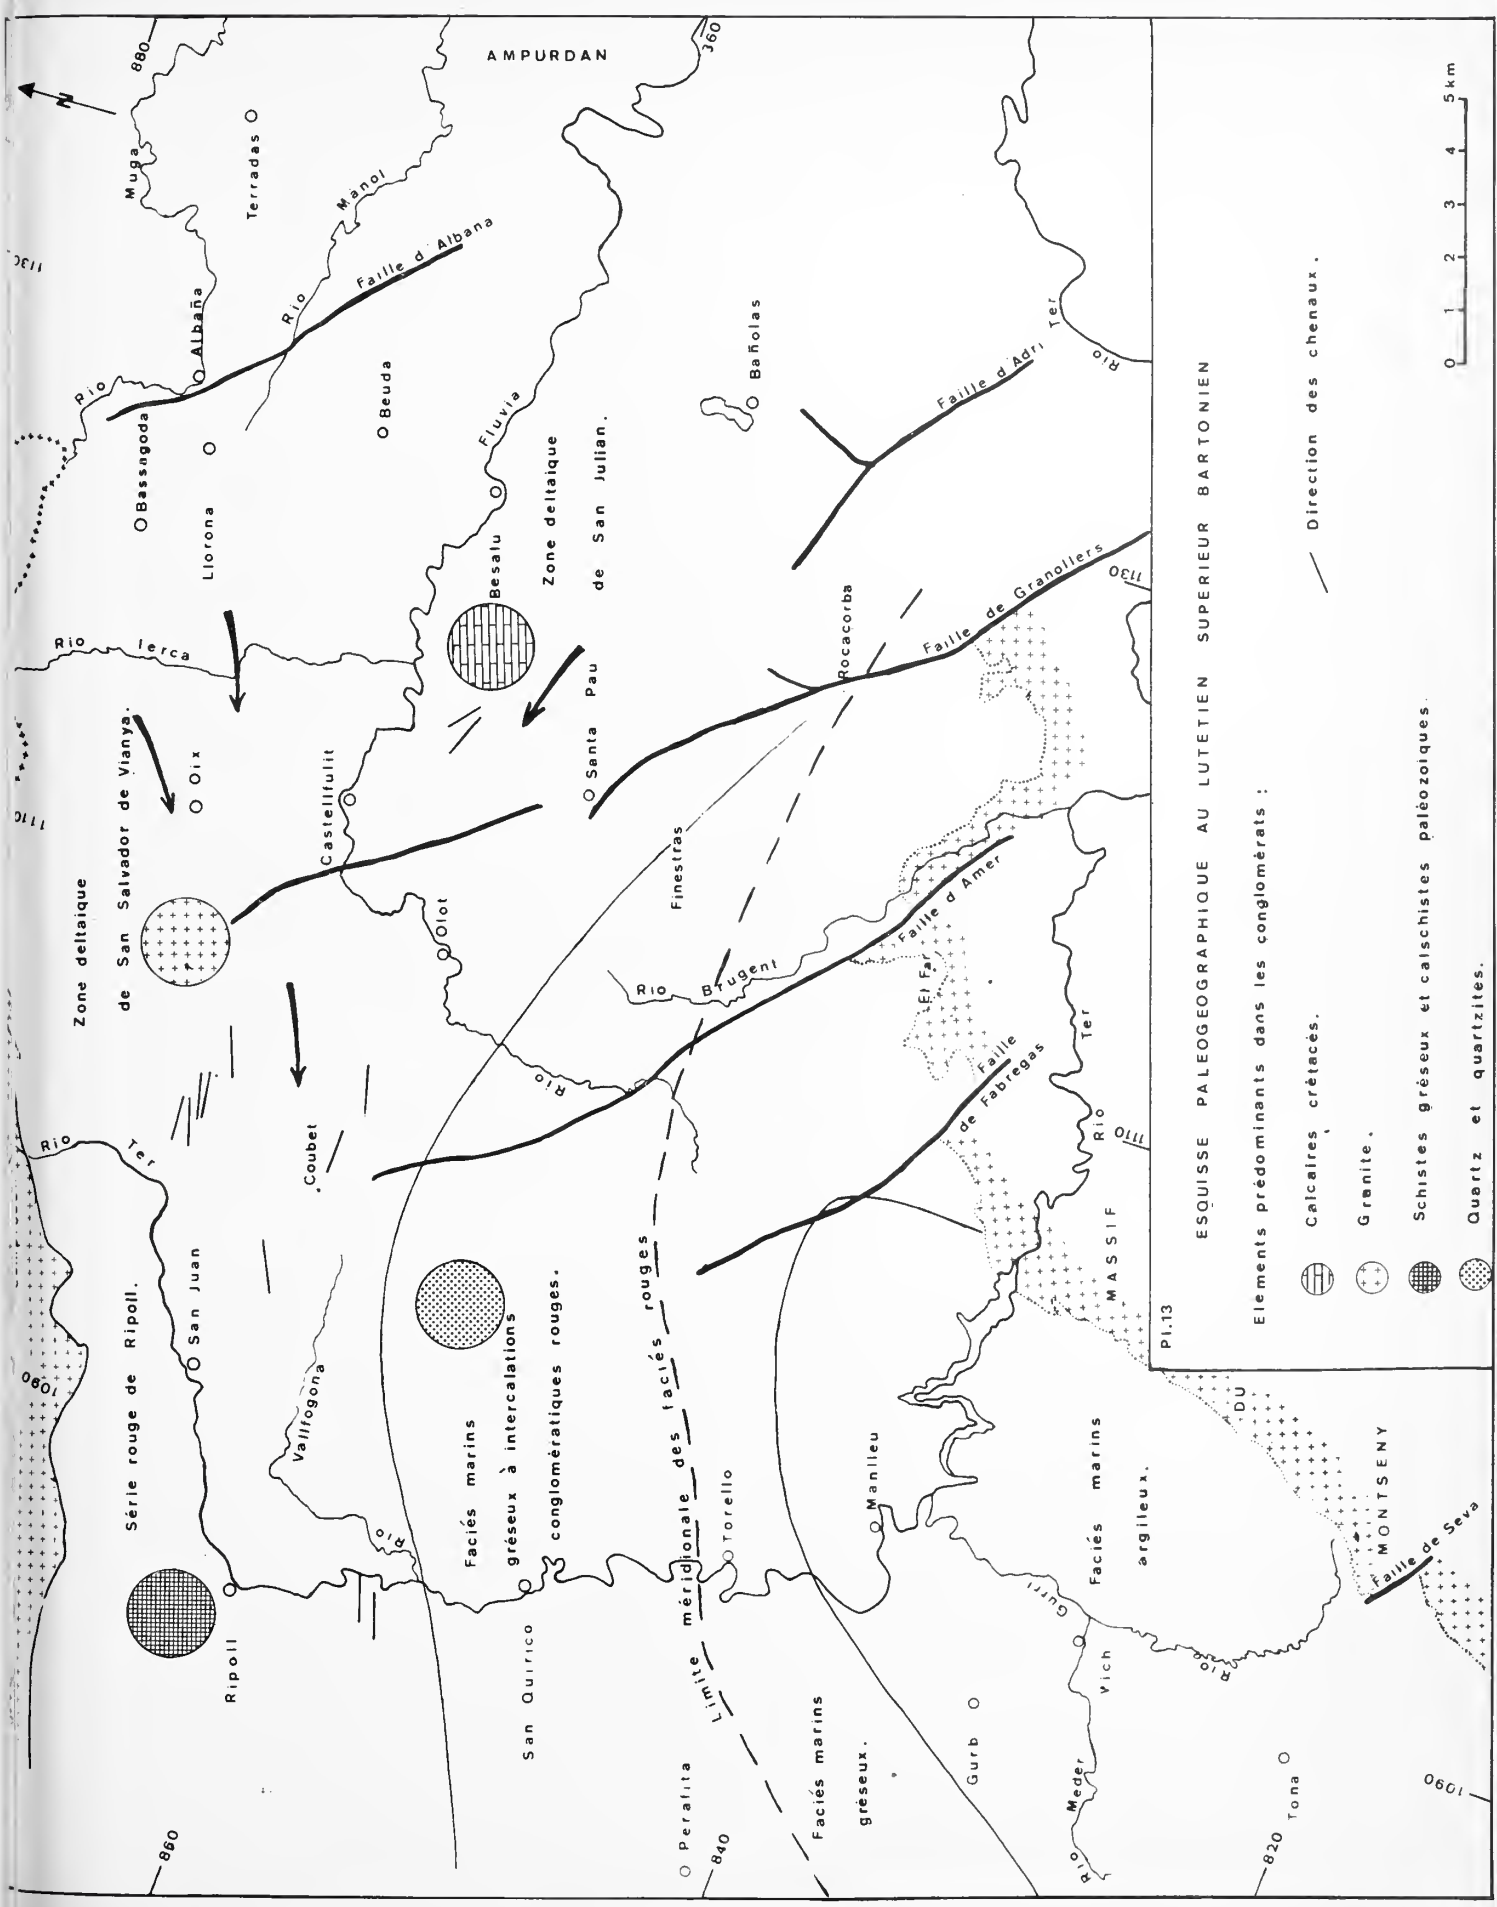 880
N
AMPURDAN
360
Muga
Terradas
Rio
Manol
Faille d'Albana
1130
Albaña
Rio
Bassagoda
Llorona
Beuda
Fluvia
Bañolas
Faille d'Adri
Rio Ter
Besalu
Zone deltaique
de San Julian.
Rio Ierca
Santa Pau
Rocacorba
Faille de Granollers
1130
Zone deltaique
de San Salvador de Vianya.
Oix
1110
Castellfullit
Olot
Finestras
Rio Brugent
Faille d'Amer
El Far
Faille
de Fabregas
Rio Ter
1110
Rio
Rio Ter
Coubet
San Juan
Série rouge de Ripoll.
1090
Vallfogona
Rio
Faciés marins
gréseux à intercalations
conglomératiques rouges.
Limite méridionale des faciés rouges
Ripoll
San Quirico
Torello
Manlleu
Perafita
Faciés marins
gréseux.
Faciés marins
argileux.
MASSIF
DU
MONTSENY
Faille de Seva
Gurri
Rio
Vich
Gurb
Rio Meder
Tona
860
840
820
1090
Pl.13
ESQUISSE PALEOGEOGRAPHIQUE AU LUTETIEN SUPERIEUR BARTONIEN
Elements prédominants dans les conglomérats :
Calcaires crétacés.
Granite.
Schistes gréseux et calschistes paléozoiques.
Quartz et quartzites.
Direction des chenaux.
0 1 2 3 4 5 km